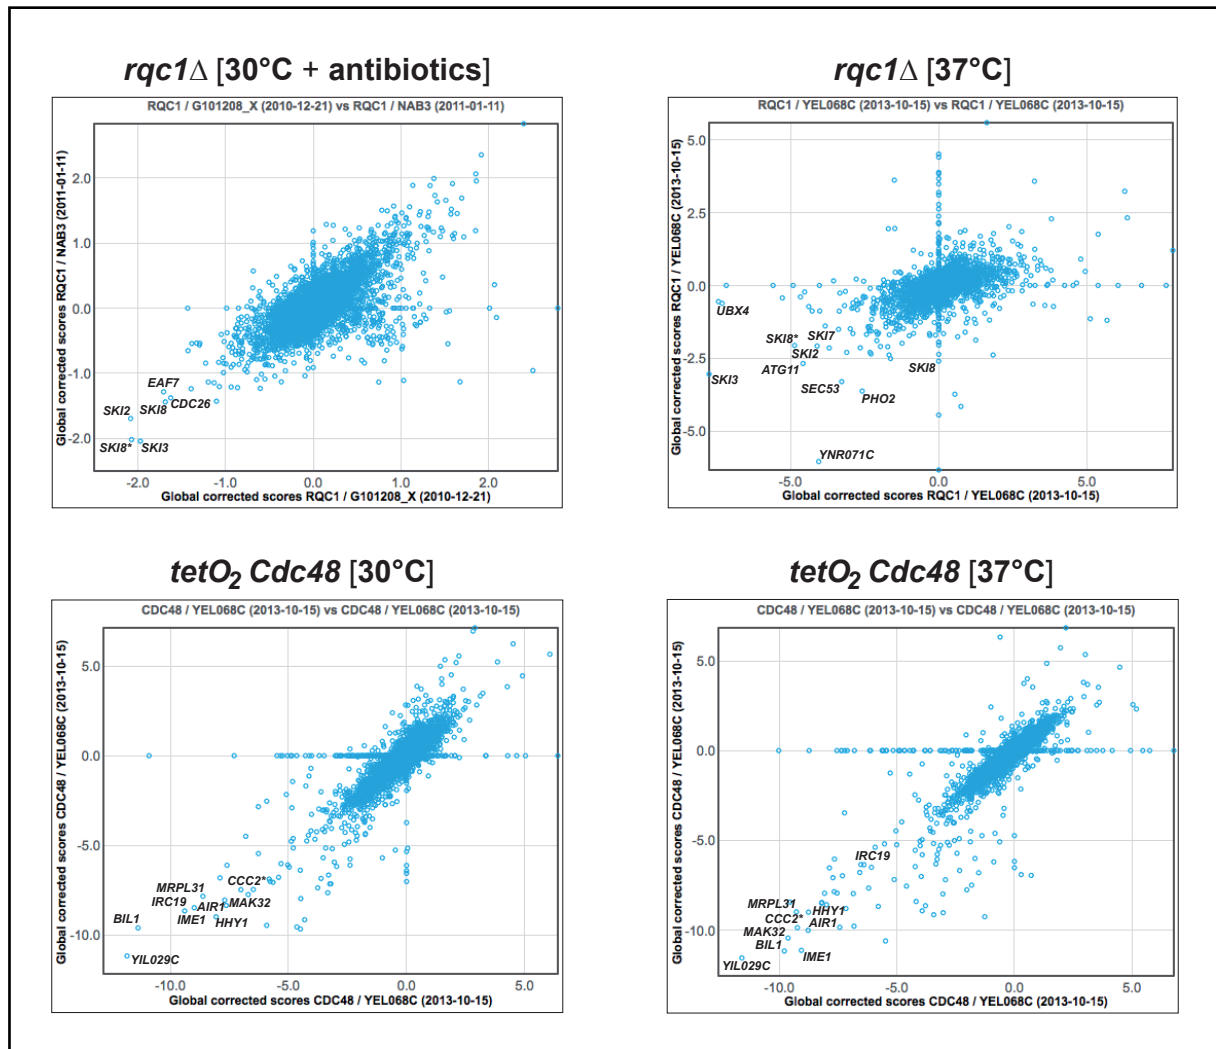 rqc1Δ [30°C + antibiotics]
RQC1 / G101208_X (2010-12-21) vs RQC1 / NAB3 (2011-01-11)
Global corrected scores RQC1 / NAB3 (2011-01-11)
2.0
1.0
0.0
-1.0
-2.0
EAF7
SKI2 SKI8 CDC26
SKI8* SKI3
-2.0 -1.0 0.0 1.0 2.0
Global corrected scores RQC1 / G101208_X (2010-12-21)
rqc1Δ [37°C]
RQC1 / YEL068C (2013-10-15) vs RQC1 / YEL068C (2013-10-15)
Global corrected scores RQC1 / YEL068C (2013-10-15)
5.0
2.5
0.0
-2.5
-5.0
UBX4
SKI8* SKI7
SKI2
ATG11 SKI8
SKI3
SEC53
PHO2
YNR071C
-5.0 0.0 5.0
Global corrected scores RQC1 / YEL068C (2013-10-15)
tetO2 Cdc48 [30°C]
CDC48 / YEL068C (2013-10-15) vs CDC48 / YEL068C (2013-10-15)
Global corrected scores CDC48 / YEL068C (2013-10-15)
5.0
0.0
-5.0
-10.0
CCC2*
MRPL31
MAK32
IRC19 AIR1
BIL1 IME1
HHY1
YIL029C
-10.0 -5.0 0.0 5.0
Global corrected scores CDC48 / YEL068C (2013-10-15)
tetO2 Cdc48 [37°C]
CDC48 / YEL068C (2013-10-15) vs CDC48 / YEL068C (2013-10-15)
Global corrected scores CDC48 / YEL068C (2013-10-15)
5.0
0.0
-5.0
-10.0
IRC19
MRPL31
HHY1
CCC2* AIR1
MAK32
BIL1
IME1
YIL029C
-10.0 -5.0 0.0 5.0
Global corrected scores CDC48 / YEL068C (2013-10-15)